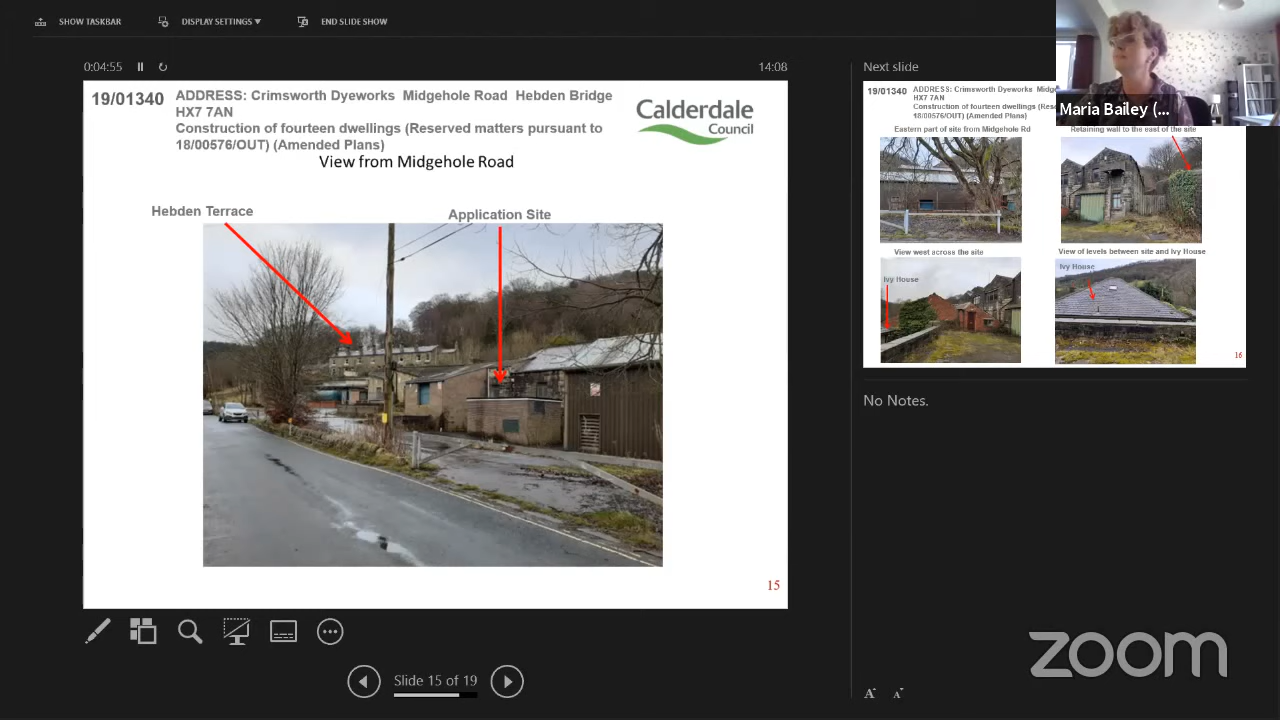 SHOW TASKBAR
DISPLAY SETTINGS
END SLIDE SHOW
0:04:55
14:08
19/01340
ADDRESS: Crimsworth Dyeworks Midgehole Road Hebden Bridge
HX7 7AN
Construction of fourteen dwellings (Reserved matters pursuant to
18/00576/OUT) (Amended Plans)
Calderdale
Council
View from Midgehole Road
Hebden Terrace
Application Site
15
Slide 15 of 19
Next slide
Maria Bailey (...
19/01340
ADDRESS: Crimsworth Dyeworks
HX7 7AN
Construction of fourteen dwellings
18/00576/OUT) (Amended Plans)
Eastern part of site from Midgehole Rd
Retaining wall to the east of the site
View west across the site
View of levels between site and Ivy House
Ivy House
Ivy House
16
No Notes.
A
A
zoom